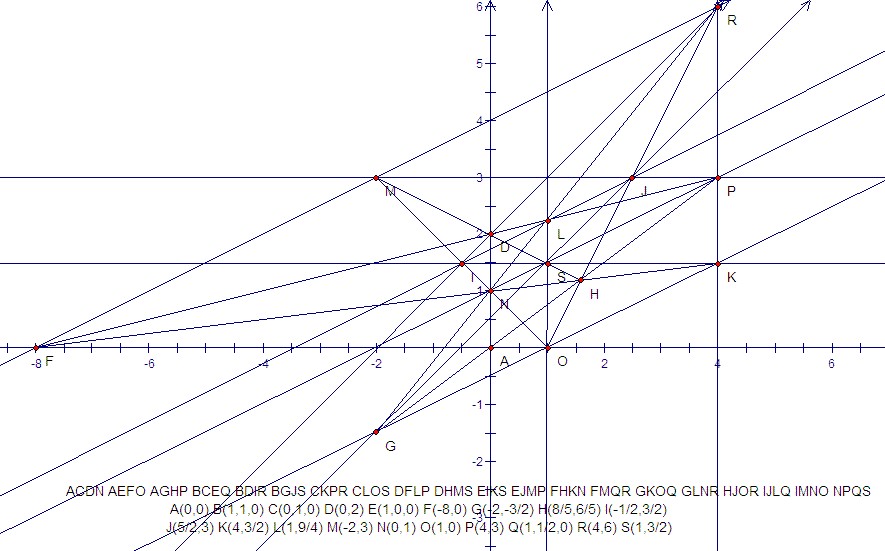 6
R
5
4
M
3
J
P
2
D
L
I
S
K
1
N
H
-8
F
-6
-4
-2
A
O
2
4
6
-1
G
-2
ACDN AEFO AGHP BCEQ BDIR BGJS CKPR CLOS DFLP DHMS EIKS EJMP FHKN FMQR GKOQ GLNR HJOR IJLQ IMNO NPQS
A(0,0) B(1,1,0) C(0,1,0) D(0,2) E(1,0,0) F(-8,0) G(-2,-3/2) H(8/5,6/5) I(-1/2,3/2)
-3
J(5/2,3) K(4,3/2) L(1,9/4) M(-2,3) N(0,1) O(1,0) P(4,3) Q(1,1/2,0) R(4,6) S(1,3/2)